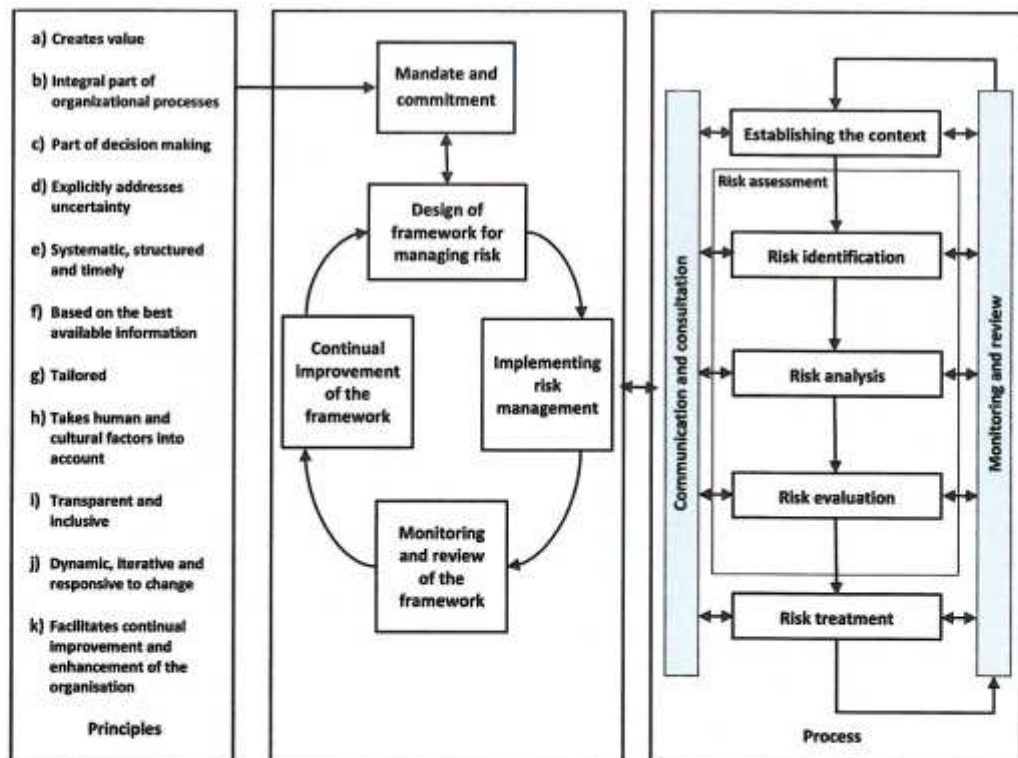 a) Creates value
b) Integral part of
organizational processes
c) Part of decision making
d) Explicitly addresses
uncertainty
e) Systematic, structured
and timely
f) Based on the best
available information
g) Tailored
h) Takes human and
cultural factors into
account
i) Transparent and
inclusive
j) Dynamic, iterative and
responsive to change
k) Facilitates continual
improvement and
enhancement of the
organisation
Principles
Mandate and
commitment
Design of
framework for
managing risk
Implementing
risk
management
Monitoring
and review
of the
framework
Continual
improvement
of the
framework
Communication and consultation
Establishing the context
Risk assessment
Risk identification
Risk analysis
Risk evaluation
Risk treatment
Monitoring and review
Process